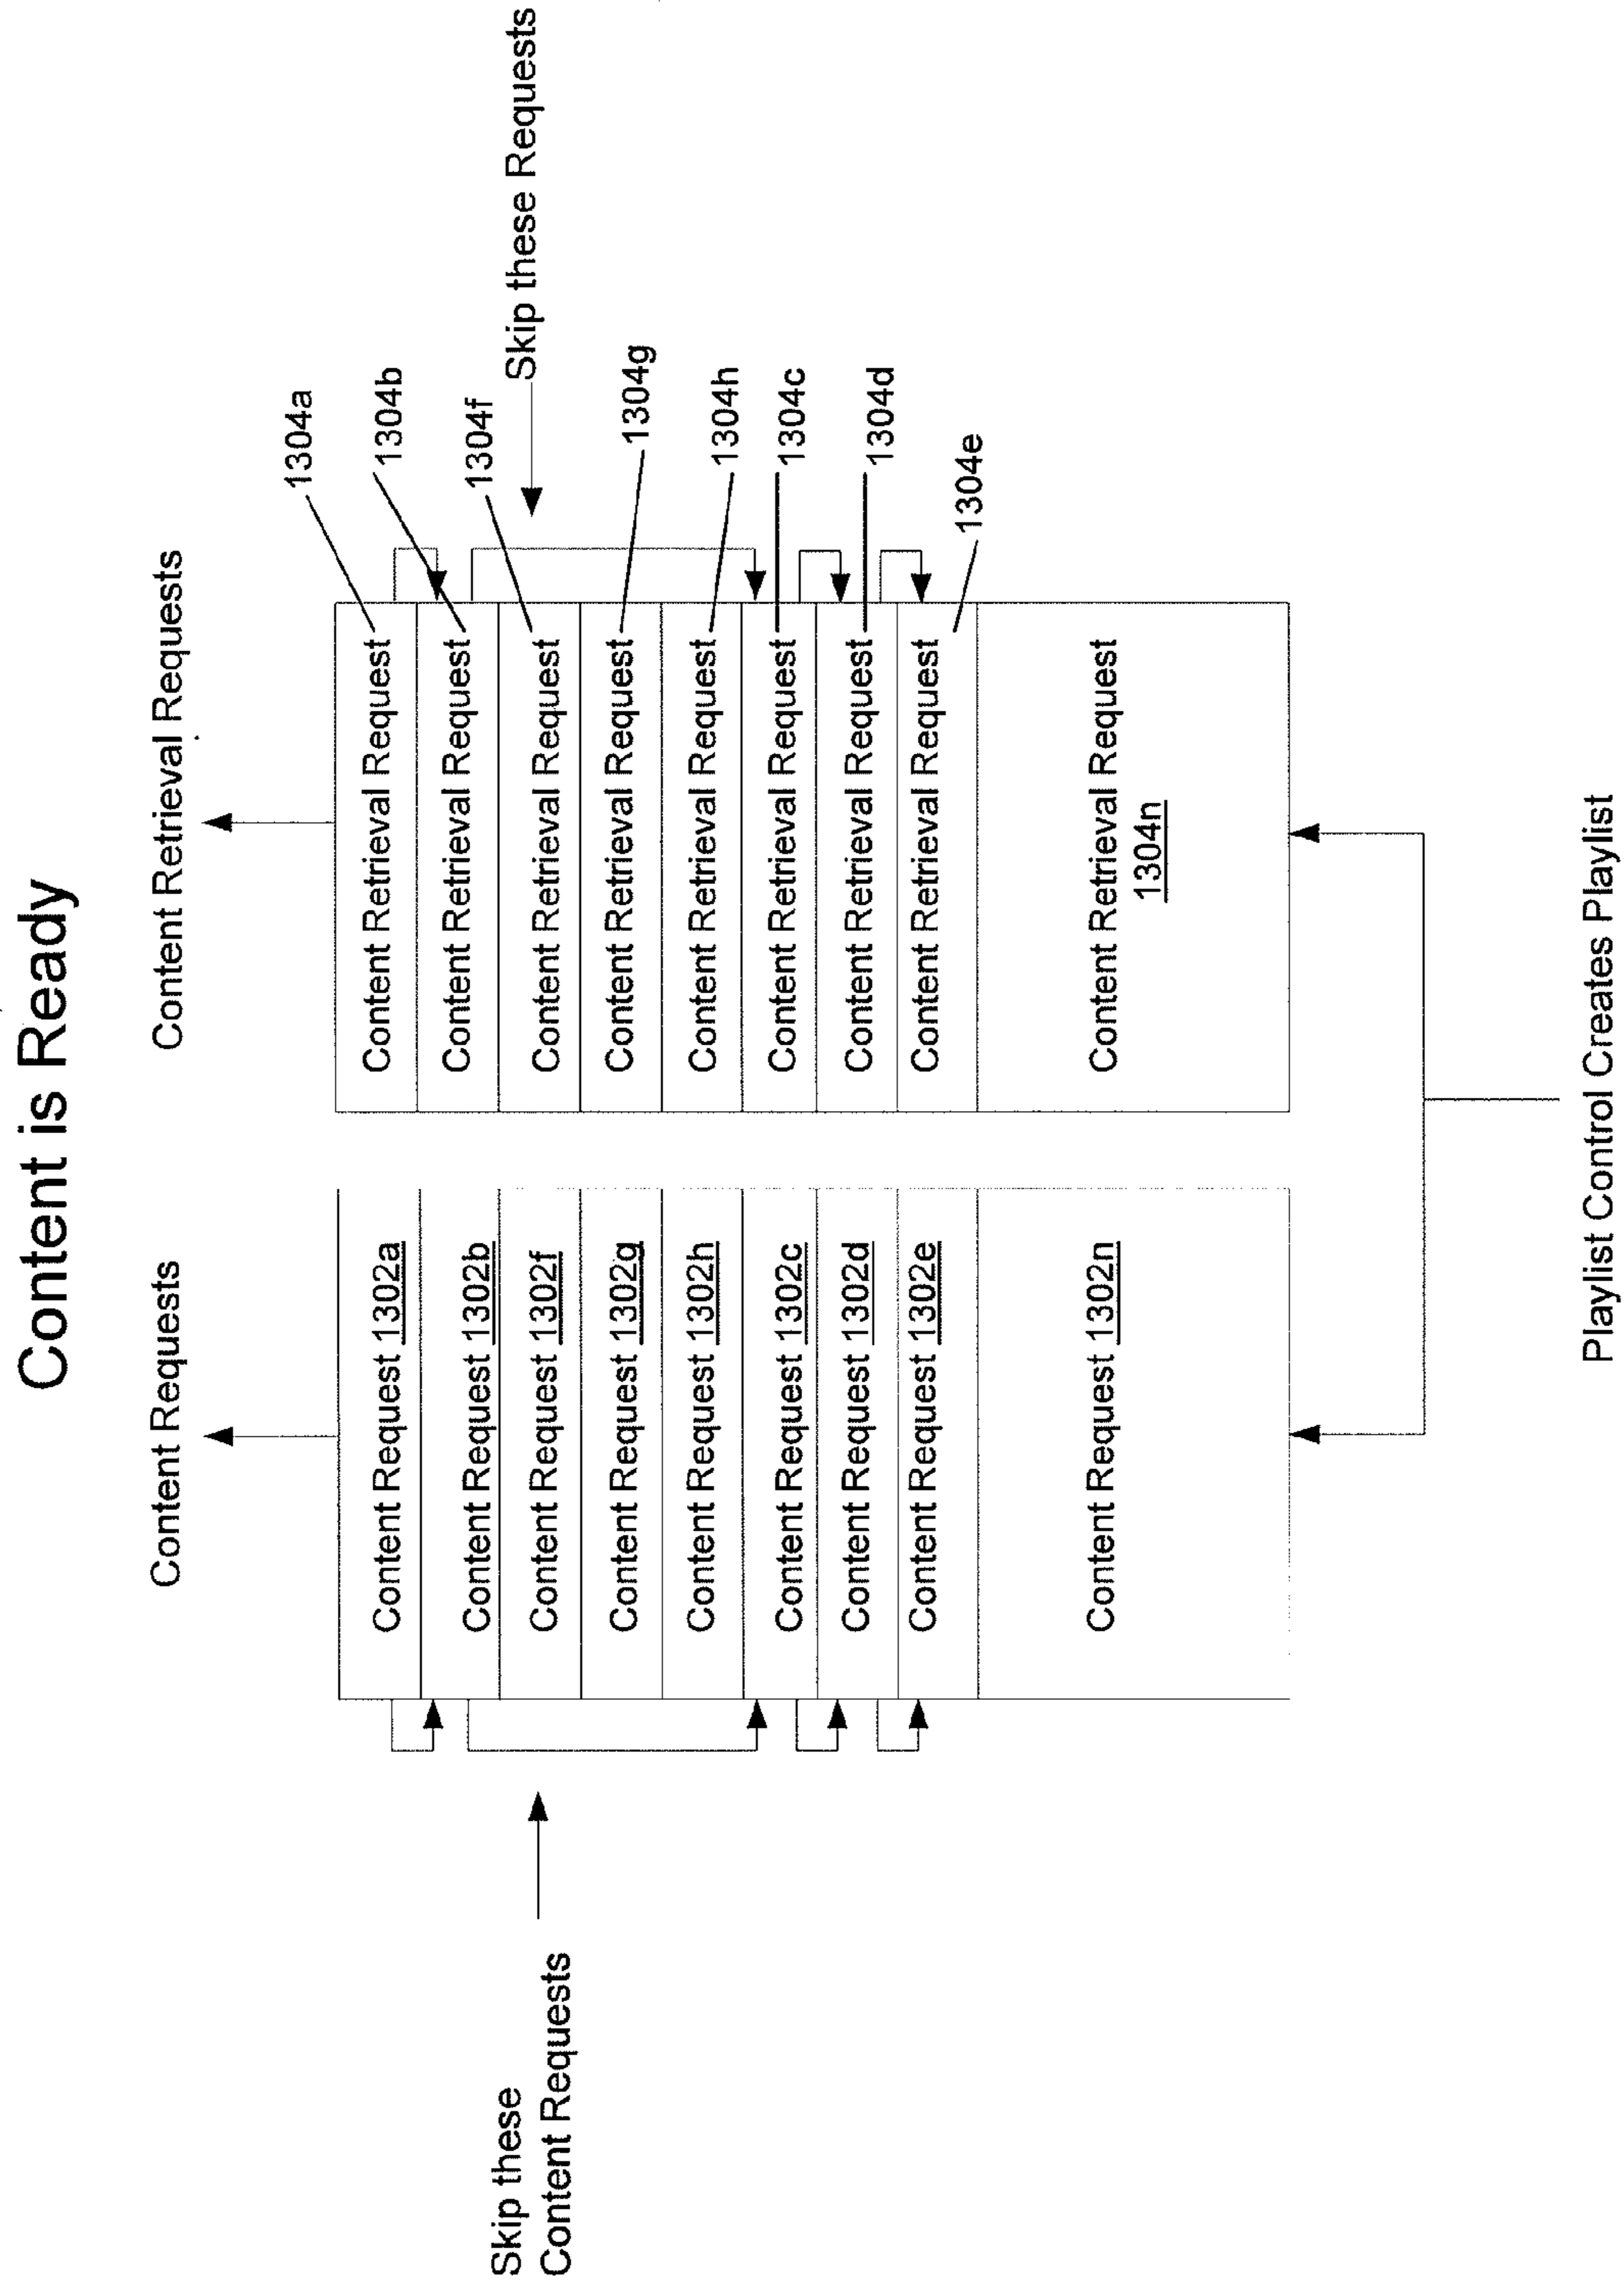 Content is Ready
Content Requests
Content Retrieval Requests
Skip these
Content Requests
Content Request 1302a
Content Request 1302b
Content Request 1302f
Content Request 1302g
Content Request 1302h
Content Request 1302c
Content Request 1302d
Content Request 1302e
Content Request 1302n
Content Retrieval Request
Content Retrieval Request
Content Retrieval Request
Content Retrieval Request
Content Retrieval Request
Content Retrieval Request
Content Retrieval Request
Content Retrieval Request
Content Retrieval Request
1304n
1304a
1304b
1304f
Skip these Requests
1304g
1304h
1304c
1304d
1304e
Playlist Control Creates Playlist